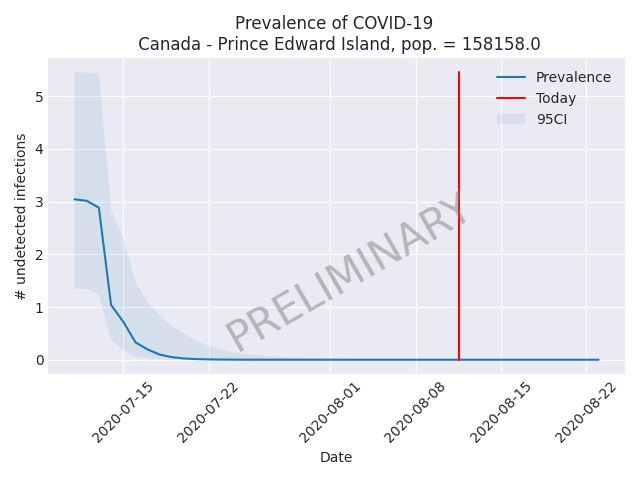 Prevalence of COVID-19
Canada - Prince Edward Island, pop. = 158158.0
Prevalence
Today
95CI
# undetected infections
5
4
3
2
1
0
PRELIMINARY
2020-07-15
2020-07-22
2020-08-01
2020-08-08
2020-08-15
2020-08-22
Date